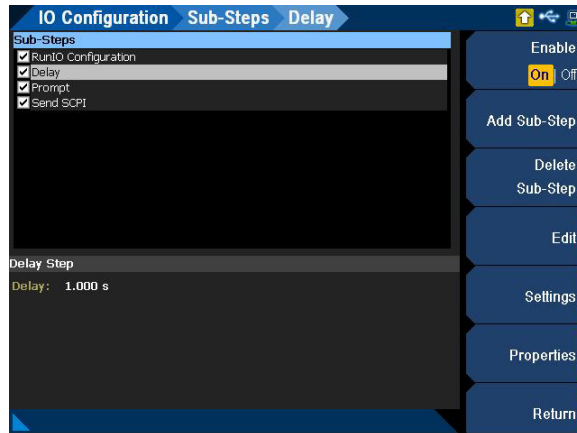 IO Configuration Sub-Steps Delay
Sub-Steps
RunIO Configuration
Delay
Prompt
Send SCPI
Delay Step
Delay: 1.000 s
Enable
On | Off
Add Sub-Step
Delete
Sub-Step
Edit
Settings
Properties
Return